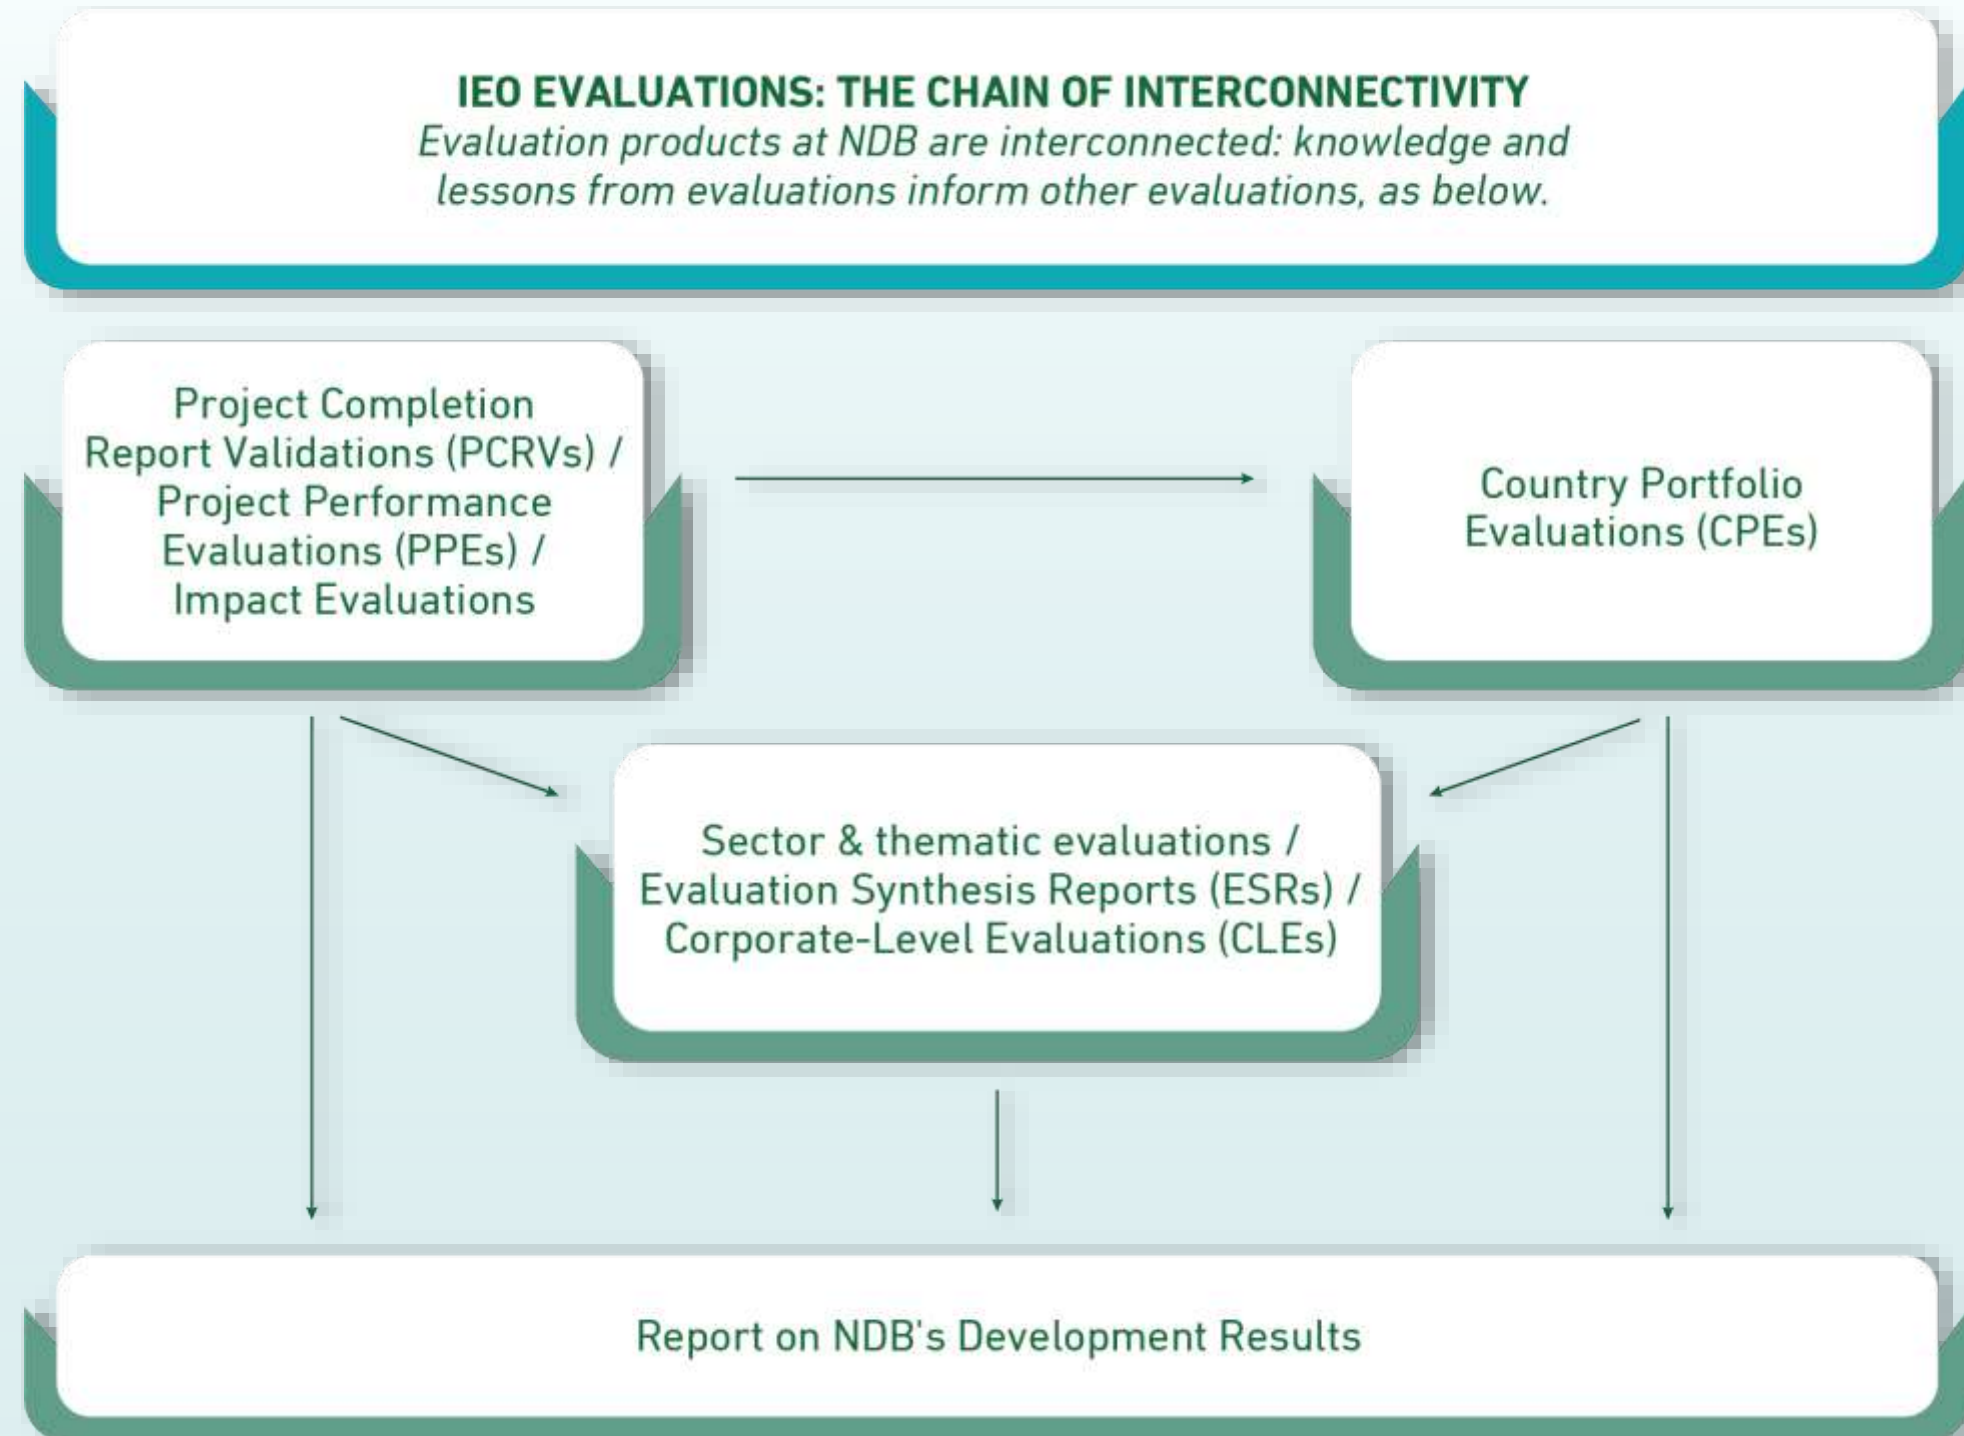 IEO EVALUATIONS: THE CHAIN OF INTERCONNECTIVITY
Evaluation products at NDB are interconnected: knowledge and
lessons from evaluations inform other evaluations, as below.
Project Completion
Report Validations (PCRVs) /
Project Performance
Evaluations (PPEs) /
Impact Evaluations
Country Portfolio
Evaluations (CPEs)
Sector & thematic evaluations /
Evaluation Synthesis Reports (ESRs) /
Corporate-Level Evaluations (CLEs)
Report on NDB's Development Results